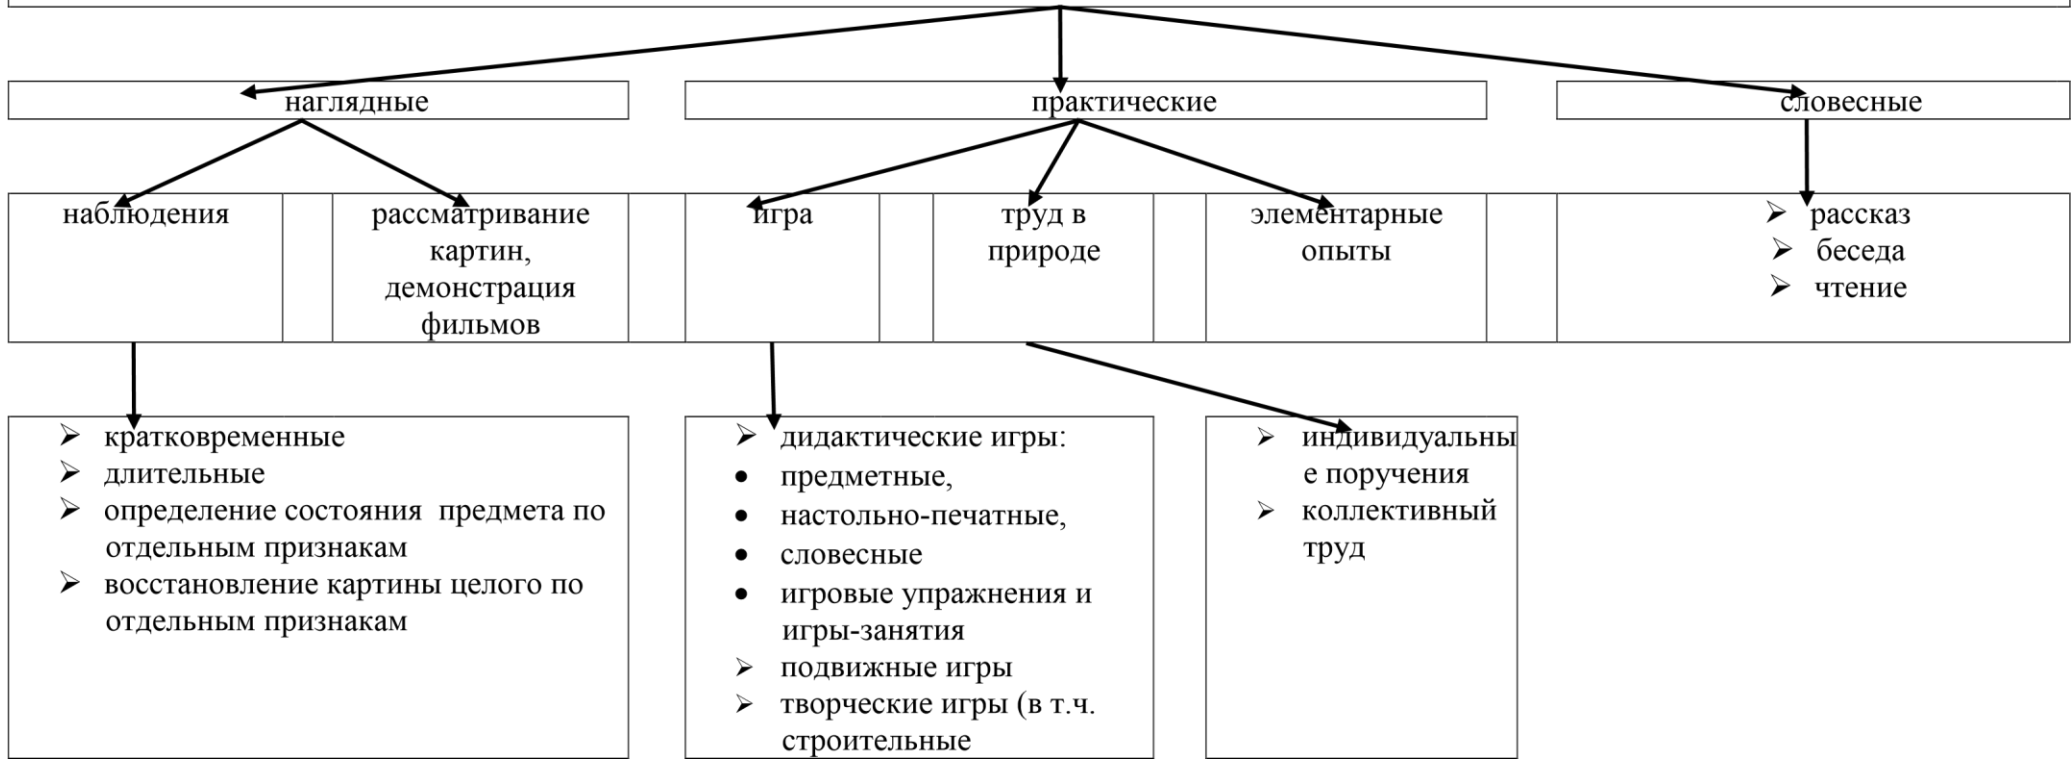 наглядные
практические
словесные
наблюдения
рассматривание
картин,
демонстрация
фильмов
игра
труд в
природе
элементарные
опыты
➢ рассказ
➢ беседа
➢ чтение
➢ кратковременные
➢ длительные
➢ определение состояния предмета по
отдельным признакам
➢ восстановление картины целого по
отдельным признакам
➢ дидактические игры:
• предметные,
• настольно-печатные,
• словесные
• игровые упражнения и
игры-занятия
➢ подвижные игры
➢ творческие игры (в т.ч.
строительные
➢ индивидуальны
е поручения
➢ коллективный
труд